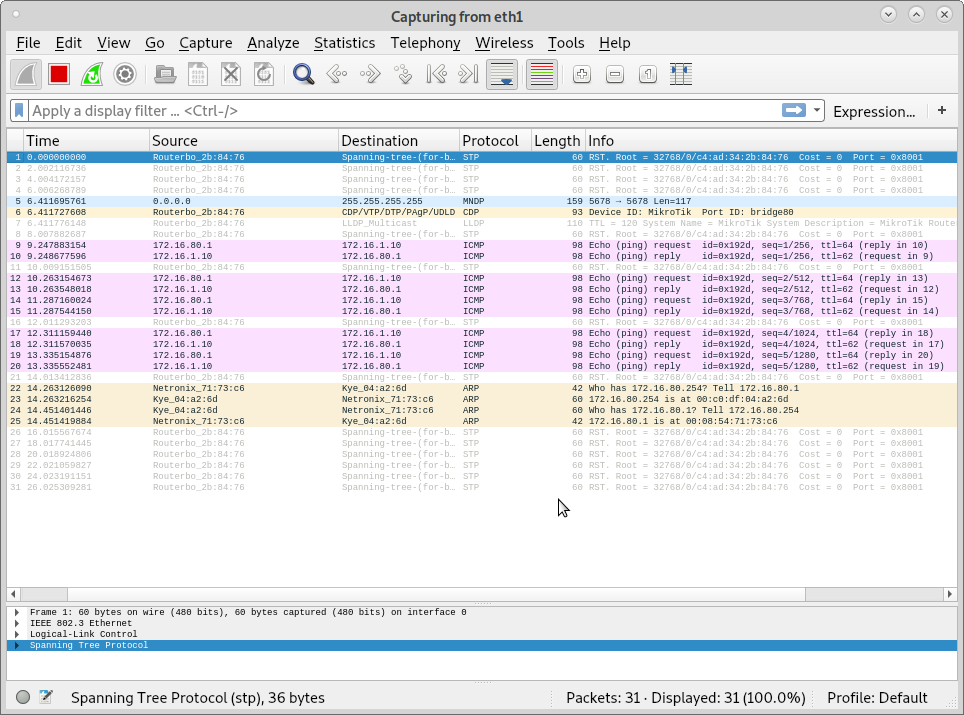 Capturing from eth1
File Edit View Go Capture Analyze Statistics Telephony Wireless Tools Help
Apply a display filter ... <Ctrl-/> Expression... +
Time Source Destination Protocol Length Info
1 0.000000000 Routerbo_2b:84:76 Spanning-tree-(for-b… STP 60 RST. Root = 32768/0/c4:ad:34:2b:84:76 Cost = 0 Port = 0x8001
2 2.002116736 Routerbo_2b:84:76 Spanning-tree-(for-b… STP 60 RST. Root = 32768/0/c4:ad:34:2b:84:76 Cost = 0 Port = 0x8001
3 4.004172157 Routerbo_2b:84:76 Spanning-tree-(for-b… STP 60 RST. Root = 32768/0/c4:ad:34:2b:84:76 Cost = 0 Port = 0x8001
4 6.006268789 Routerbo_2b:84:76 Spanning-tree-(for-b… STP 60 RST. Root = 32768/0/c4:ad:34:2b:84:76 Cost = 0 Port = 0x8001
5 6.411695761 0.0.0.0 255.255.255.255 MNDP 159 5678 → 5678 Len=117
6 6.411727608 Routerbo_2b:84:76 CDP/VTP/DTP/PAgP/UDLD CDP 93 Device ID: MikroTik Port ID: bridge80
7 6.411776148 Routerbo_2b:84:76 LLDP_Multicast LLDP 110 TTL = 120 System Name = MikroTik System Description = MikroTik Route
8 8.007882687 Routerbo_2b:84:76 Spanning-tree-(for-b… STP 60 RST. Root = 32768/0/c4:ad:34:2b:84:76 Cost = 0 Port = 0x8001
9 9.247883154 172.16.80.1 172.16.1.10 ICMP 98 Echo (ping) request id=0x192d, seq=1/256, ttl=64 (reply in 10)
10 9.248677596 172.16.1.10 172.16.80.1 ICMP 98 Echo (ping) reply id=0x192d, seq=1/256, ttl=62 (request in 9)
11 10.009151505 Routerbo_2b:84:76 Spanning-tree-(for-b… STP 60 RST. Root = 32768/0/c4:ad:34:2b:84:76 Cost = 0 Port = 0x8001
12 10.263154673 172.16.80.1 172.16.1.10 ICMP 98 Echo (ping) request id=0x192d, seq=2/512, ttl=64 (reply in 13)
13 10.263548018 172.16.1.10 172.16.80.1 ICMP 98 Echo (ping) reply id=0x192d, seq=2/512, ttl=62 (request in 12)
14 11.287160024 172.16.80.1 172.16.1.10 ICMP 98 Echo (ping) request id=0x192d, seq=3/768, ttl=64 (reply in 15)
15 11.287544150 172.16.1.10 172.16.80.1 ICMP 98 Echo (ping) reply id=0x192d, seq=3/768, ttl=62 (request in 14)
16 12.011293203 Routerbo_2b:84:76 Spanning-tree-(for-b… STP 60 RST. Root = 32768/0/c4:ad:34:2b:84:76 Cost = 0 Port = 0x8001
17 12.311159440 172.16.80.1 172.16.1.10 ICMP 98 Echo (ping) request id=0x192d, seq=4/1024, ttl=64 (reply in 18)
18 12.311570035 172.16.1.10 172.16.80.1 ICMP 98 Echo (ping) reply id=0x192d, seq=4/1024, ttl=62 (request in 17)
19 13.335154876 172.16.80.1 172.16.1.10 ICMP 98 Echo (ping) request id=0x192d, seq=5/1280, ttl=64 (reply in 20)
20 13.335552481 172.16.1.10 172.16.80.1 ICMP 98 Echo (ping) reply id=0x192d, seq=5/1280, ttl=62 (request in 19)
21 14.013412836 Routerbo_2b:84:76 Spanning-tree-(for-b… STP 60 RST. Root = 32768/0/c4:ad:34:2b:84:76 Cost = 0 Port = 0x8001
22 14.263126090 Netronix_71:73:c6 Kye_04:a2:6d ARP 42 Who has 172.16.80.254? Tell 172.16.80.1
23 14.263216254 Kye_04:a2:6d Netronix_71:73:c6 ARP 60 172.16.80.254 is at 00:c0:df:04:a2:6d
24 14.451401446 Kye_04:a2:6d Netronix_71:73:c6 ARP 60 Who has 172.16.80.1? Tell 172.16.80.254
25 14.451419884 Netronix_71:73:c6 Kye_04:a2:6d ARP 42 172.16.80.1 is at 00:08:54:71:73:c6
26 16.015567674 Routerbo_2b:84:76 Spanning-tree-(for-b… STP 60 RST. Root = 32768/0/c4:ad:34:2b:84:76 Cost = 0 Port = 0x8001
27 18.017741445 Routerbo_2b:84:76 Spanning-tree-(for-b… STP 60 RST. Root = 32768/0/c4:ad:34:2b:84:76 Cost = 0 Port = 0x8001
28 20.018924806 Routerbo_2b:84:76 Spanning-tree-(for-b… STP 60 RST. Root = 32768/0/c4:ad:34:2b:84:76 Cost = 0 Port = 0x8001
29 22.021059827 Routerbo_2b:84:76 Spanning-tree-(for-b… STP 60 RST. Root = 32768/0/c4:ad:34:2b:84:76 Cost = 0 Port = 0x8001
30 24.023191151 Routerbo_2b:84:76 Spanning-tree-(for-b… STP 60 RST. Root = 32768/0/c4:ad:34:2b:84:76 Cost = 0 Port = 0x8001
31 26.025309281 Routerbo_2b:84:76 Spanning-tree-(for-b… STP 60 RST. Root = 32768/0/c4:ad:34:2b:84:76 Cost = 0 Port = 0x8001
Frame 1: 60 bytes on wire (480 bits), 60 bytes captured (480 bits) on interface 0
IEEE 802.3 Ethernet
Logical-Link Control
Spanning Tree Protocol
Spanning Tree Protocol (stp), 36 bytes Packets: 31 · Displayed: 31 (100.0%) Profile: Default